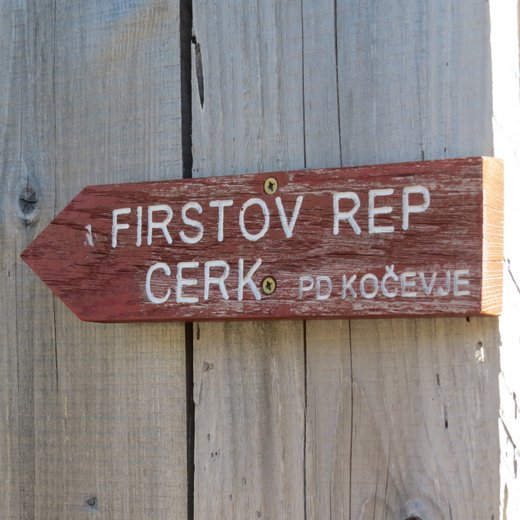 FIRSTOV REP
CERK. PD KOČEVJE